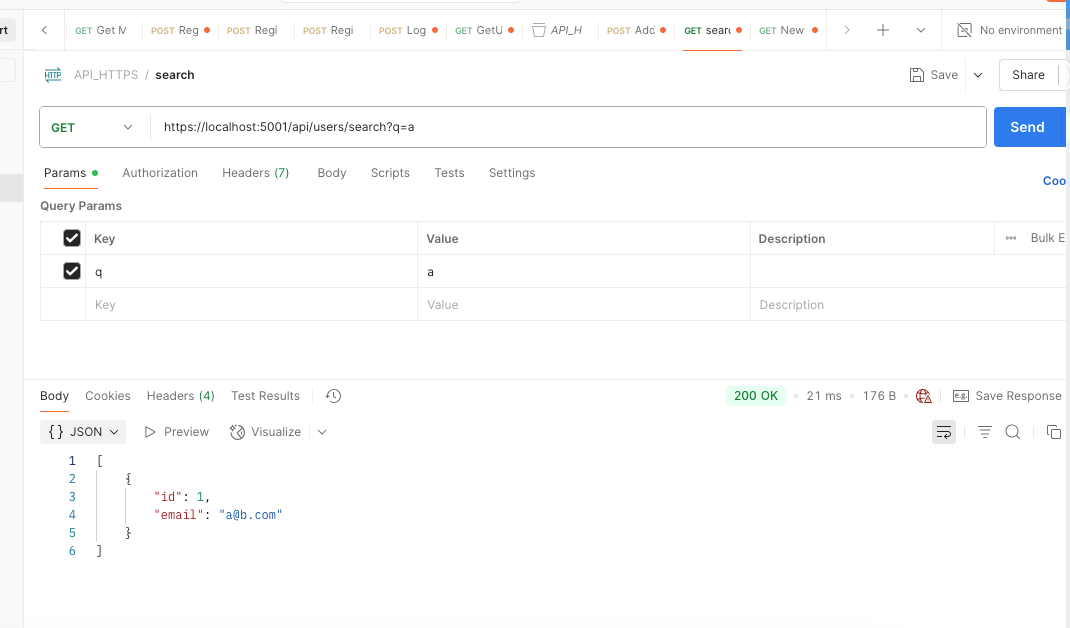 rt
GET Get M POST Reg POST Regi POST Regi POST Log GET GetU API_H POST Add GET sear GET New No environment
HTTP API_HTTPS / search Save Share
GET https://localhost:5001/api/users/search?q=a Send
Params Authorization Headers (7) Body Scripts Tests Settings
Coo
Query Params
Key Value Description Bulk E
q a
Key Value Description
Body Cookies Headers (4) Test Results 200 OK 21 ms 176 B e.g. Save Response
{} JSON Preview Visualize
1 [
2 {
3 "id": 1,
4 "email": "a@b.com"
5 }
6 ]